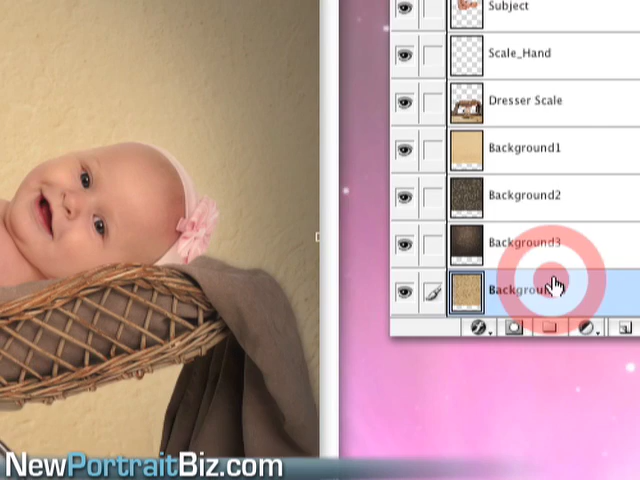 Subject
Scale_Hand
Dresser Scale
Background1
Background2
Background3
NewPortraitBiz.com